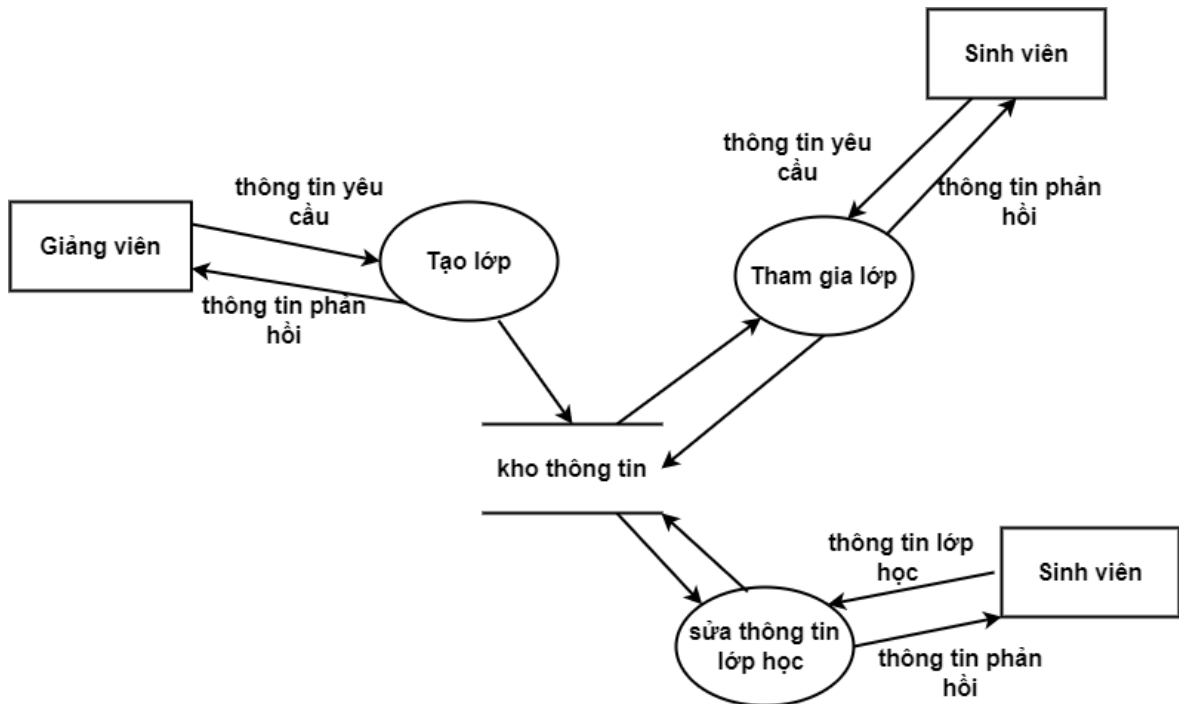 Sinh viên
thông tin yêu
cầu
thông tin phản
hồi
thông tin yêu
cầu
Giảng viên
Tạo lớp
thông tin phản
hồi
Tham gia lớp
kho thông tin
thông tin lớp
học
Sinh viên
sửa thông tin
lớp học
thông tin phản
hồi